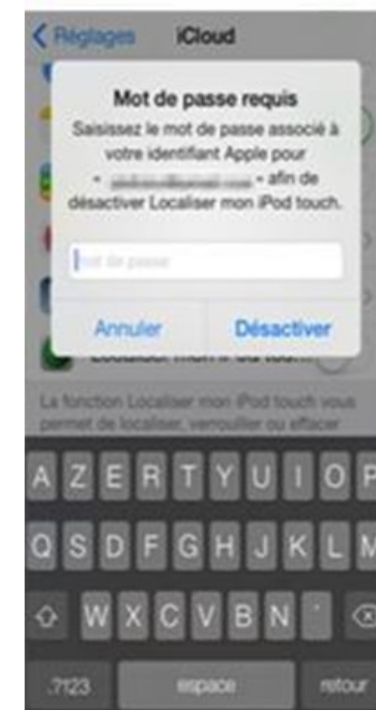 Réglages iCloud
Mot de passe requis
Saisissez le mot de passe associé à
votre identifiant Apple pour
« » afin de
désactiver Localiser mon iPod touch.
mot de passe
Annuler Désactiver
Localiser mon iPod tou...
La fonction Localiser mon iPod touch vous
permet de localiser, verrouiller ou effacer
A Z E R T Y U I O P
Q S D F G H J K L M
W X C V B N '
.?123 espace retour